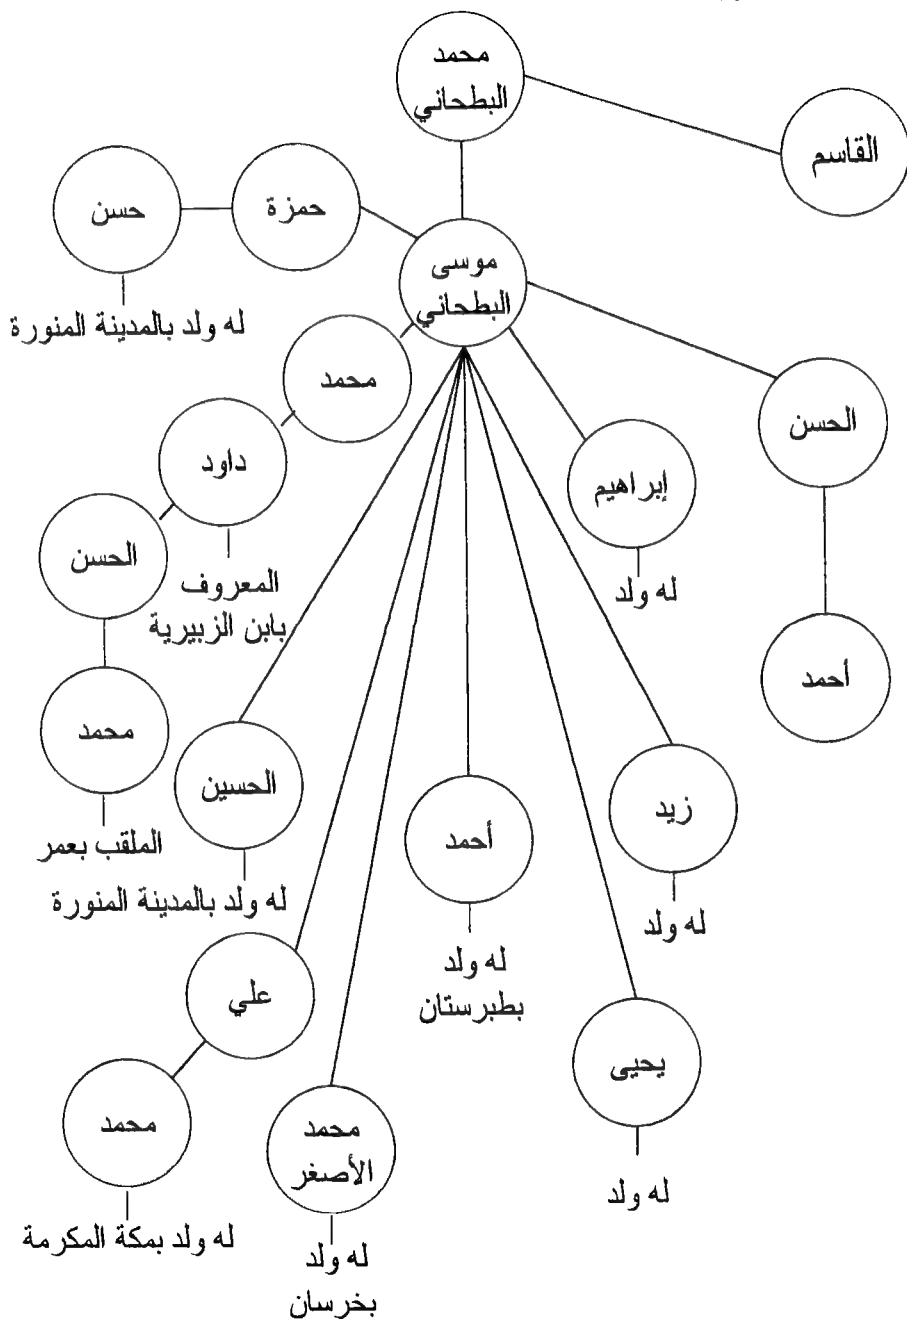 محمد
البطحاني
القاسم
حسن
حمزة
موسى
البطحاني
له ولد بالمدينة المنورة
محمد
الحسن
داود
إبراهيم
الحسن
المعروف
بابن الزبيرية
له ولد
أحمد
محمد
الحسين
زيد
أحمد
الملقب بعمر
له ولد بالمدينة المنورة
له ولد
له ولد
بطبرستان
علي
يحيى
محمد
محمد
الأصغر
له ولد
له ولد بمكة المكرمة
له ولد
بخرسان